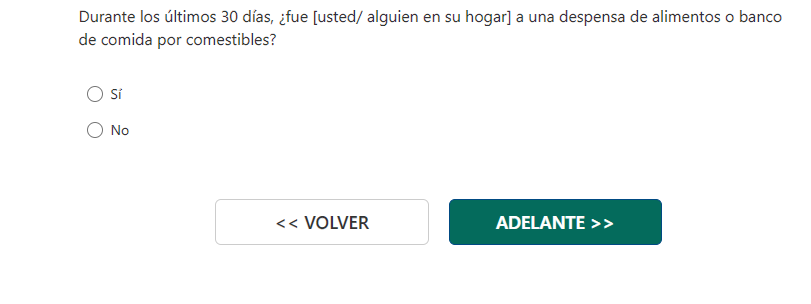 Durante los últimos 30 días, ¿fue [usted/ alguien en su hogar] a una despensa de alimentos o banco
de comida por comestibles?
Sí
No
<< VOLVER
ADELANTE >>